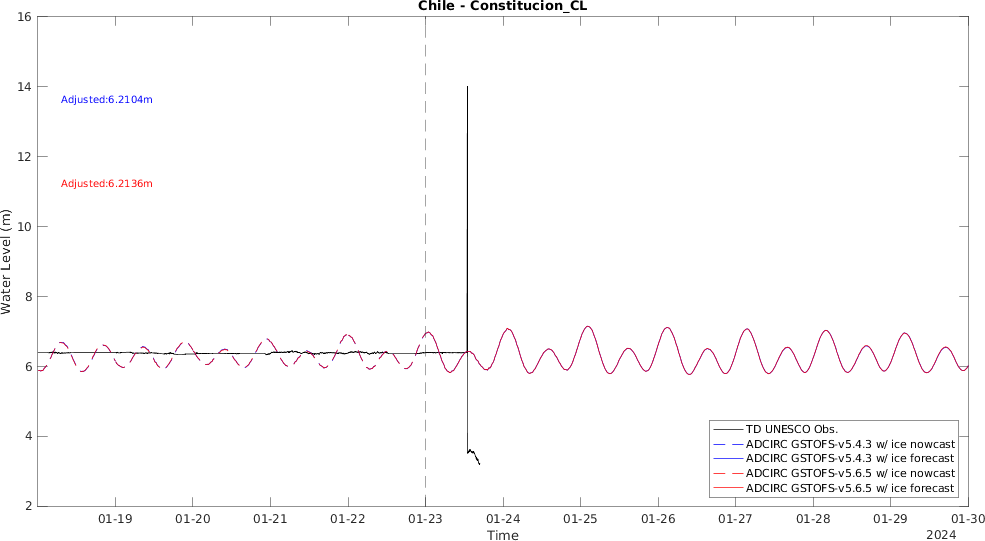 Chile - Constitucion_CL
16
14
12
10
8
6
4
2
Water Level (m)
Adjusted:6.2104m
Adjusted:6.2136m
TD UNESCO Obs.
ADCIRC GSTOFS-v5.4.3 w/ ice nowcast
ADCIRC GSTOFS-v5.4.3 w/ ice forecast
ADCIRC GSTOFS-v5.6.5 w/ ice nowcast
ADCIRC GSTOFS-v5.6.5 w/ ice forecast
01-19 01-20 01-21 01-22 01-23 01-24 01-25 01-26 01-27 01-28 01-29 01-30
Time
2024